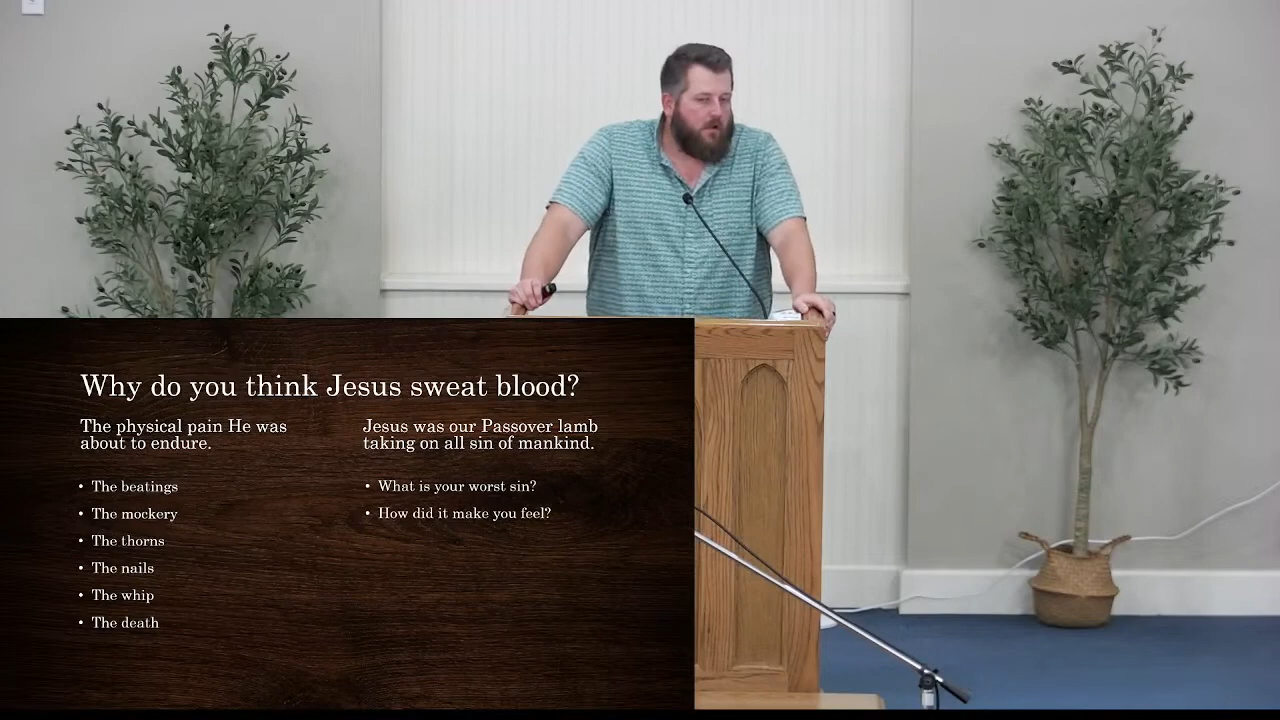 Why do you think Jesus sweat blood?
The physical pain He was
about to endure.
• The beatings
• The mockery
• The thorns
• The nails
• The whip
• The death
Jesus was our Passover lamb
taking on all sin of mankind.
• What is your worst sin?
• How did it make you feel?